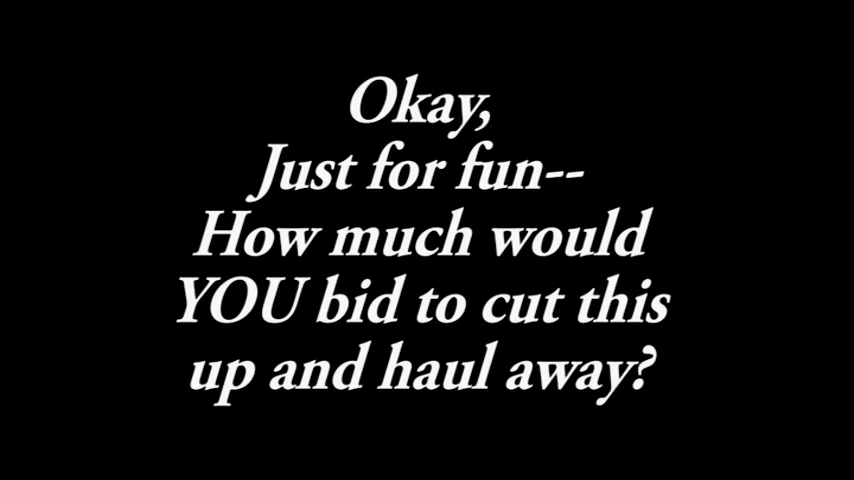 Okay,
Just for fun--
How much would
YOU bid to cut this
up and haul away?